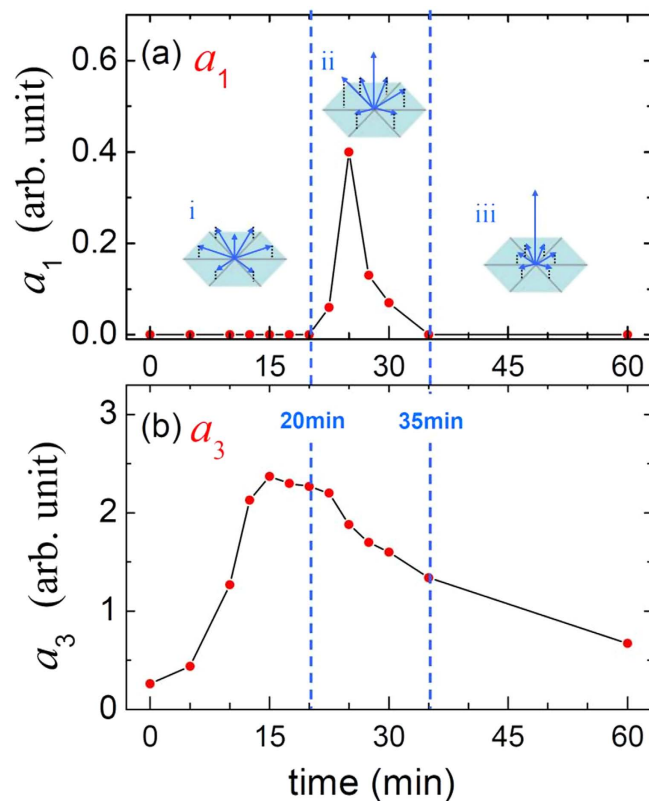 (a) a1
ii
i
iii
a1 (arb. unit)
0.6
0.4
0.2
0.0
0 15 30 45 60
(b) a3
20min 35min
a3 (arb. unit)
3
2
1
0
0 15 30 45 60
time (min)